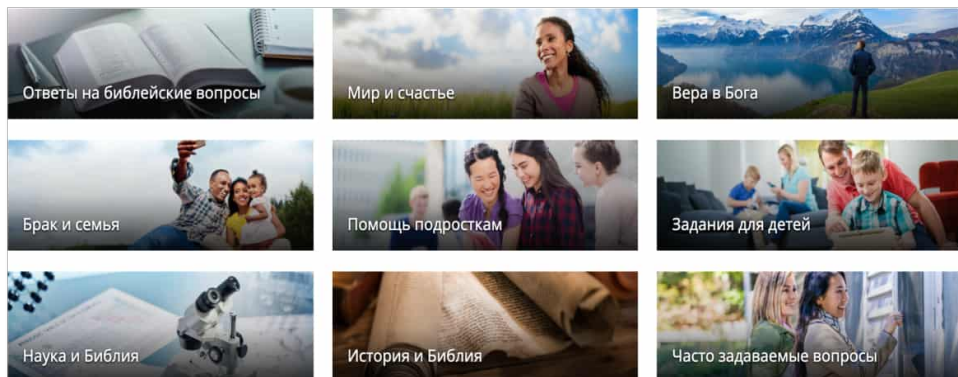 Ответы на библейские вопросы
Мир и счастье
Вера в Бога
Брак и семья
Помощь подросткам
Задания для детей
Наука и Библия
История и Библия
Часто задаваемые вопросы